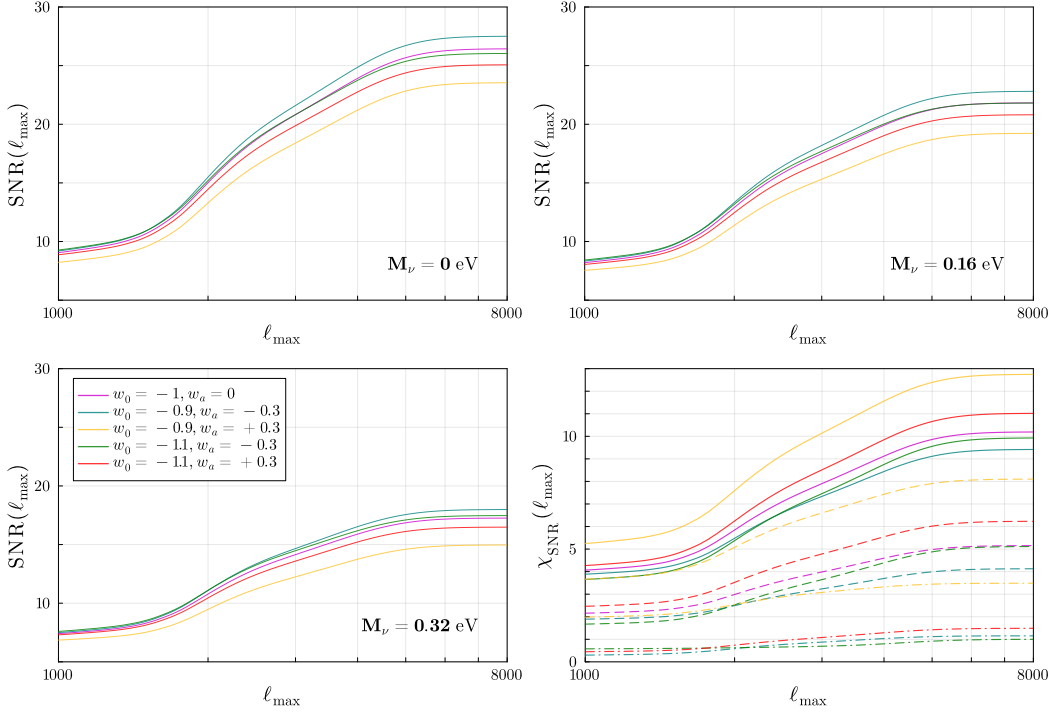 30
20
10
SNR(ℓmax)
M_ν = 0 eV
1000
8000
ℓmax
30
20
10
SNR(ℓmax)
M_ν = 0.16 eV
1000
8000
ℓmax
30
20
10
SNR(ℓmax)
w₀ = − 1, wₐ = 0
w₀ = − 0.9, wₐ = − 0.3
w₀ = − 0.9, wₐ = + 0.3
w₀ = − 1.1, wₐ = − 0.3
w₀ = − 1.1, wₐ = + 0.3
M_ν = 0.32 eV
1000
8000
ℓmax
10
5
0
χSNR(ℓmax)
1000
8000
ℓmax